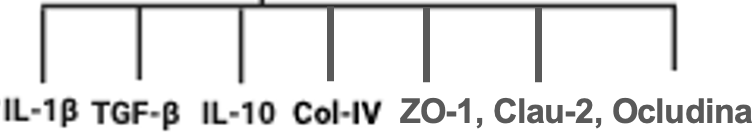 IL-1β TGF-β IL-10 Col-IV ZO-1, Clau-2, Ocludina